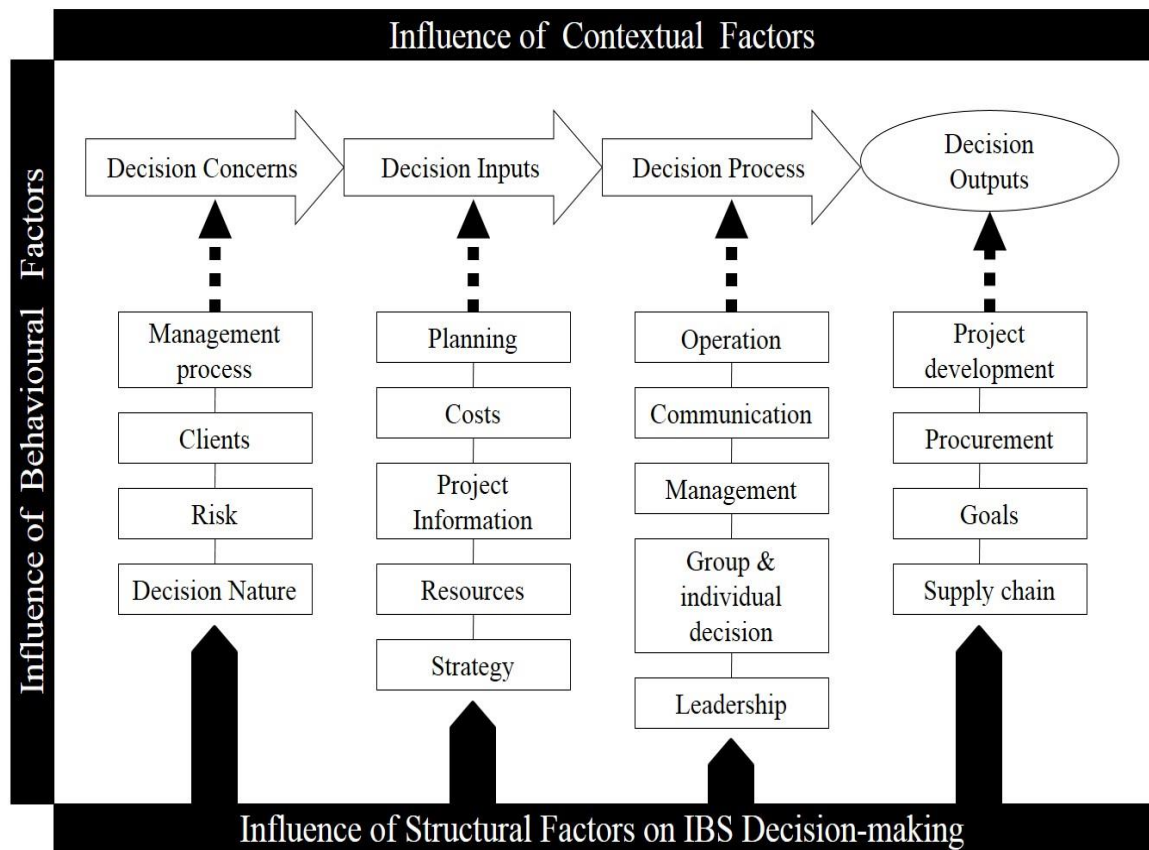 Influence of Contextual Factors
Influence of Behavioural Factors
Decision Concerns
Decision Inputs
Decision Process
Decision
Outputs
Management
process
Clients
Risk
Decision Nature
Planning
Costs
Project
Information
Resources
Strategy
Operation
Communication
Management
Group &
individual
decision
Leadership
Project
development
Procurement
Goals
Supply chain
Influence of Structural Factors on IBS Decision-making